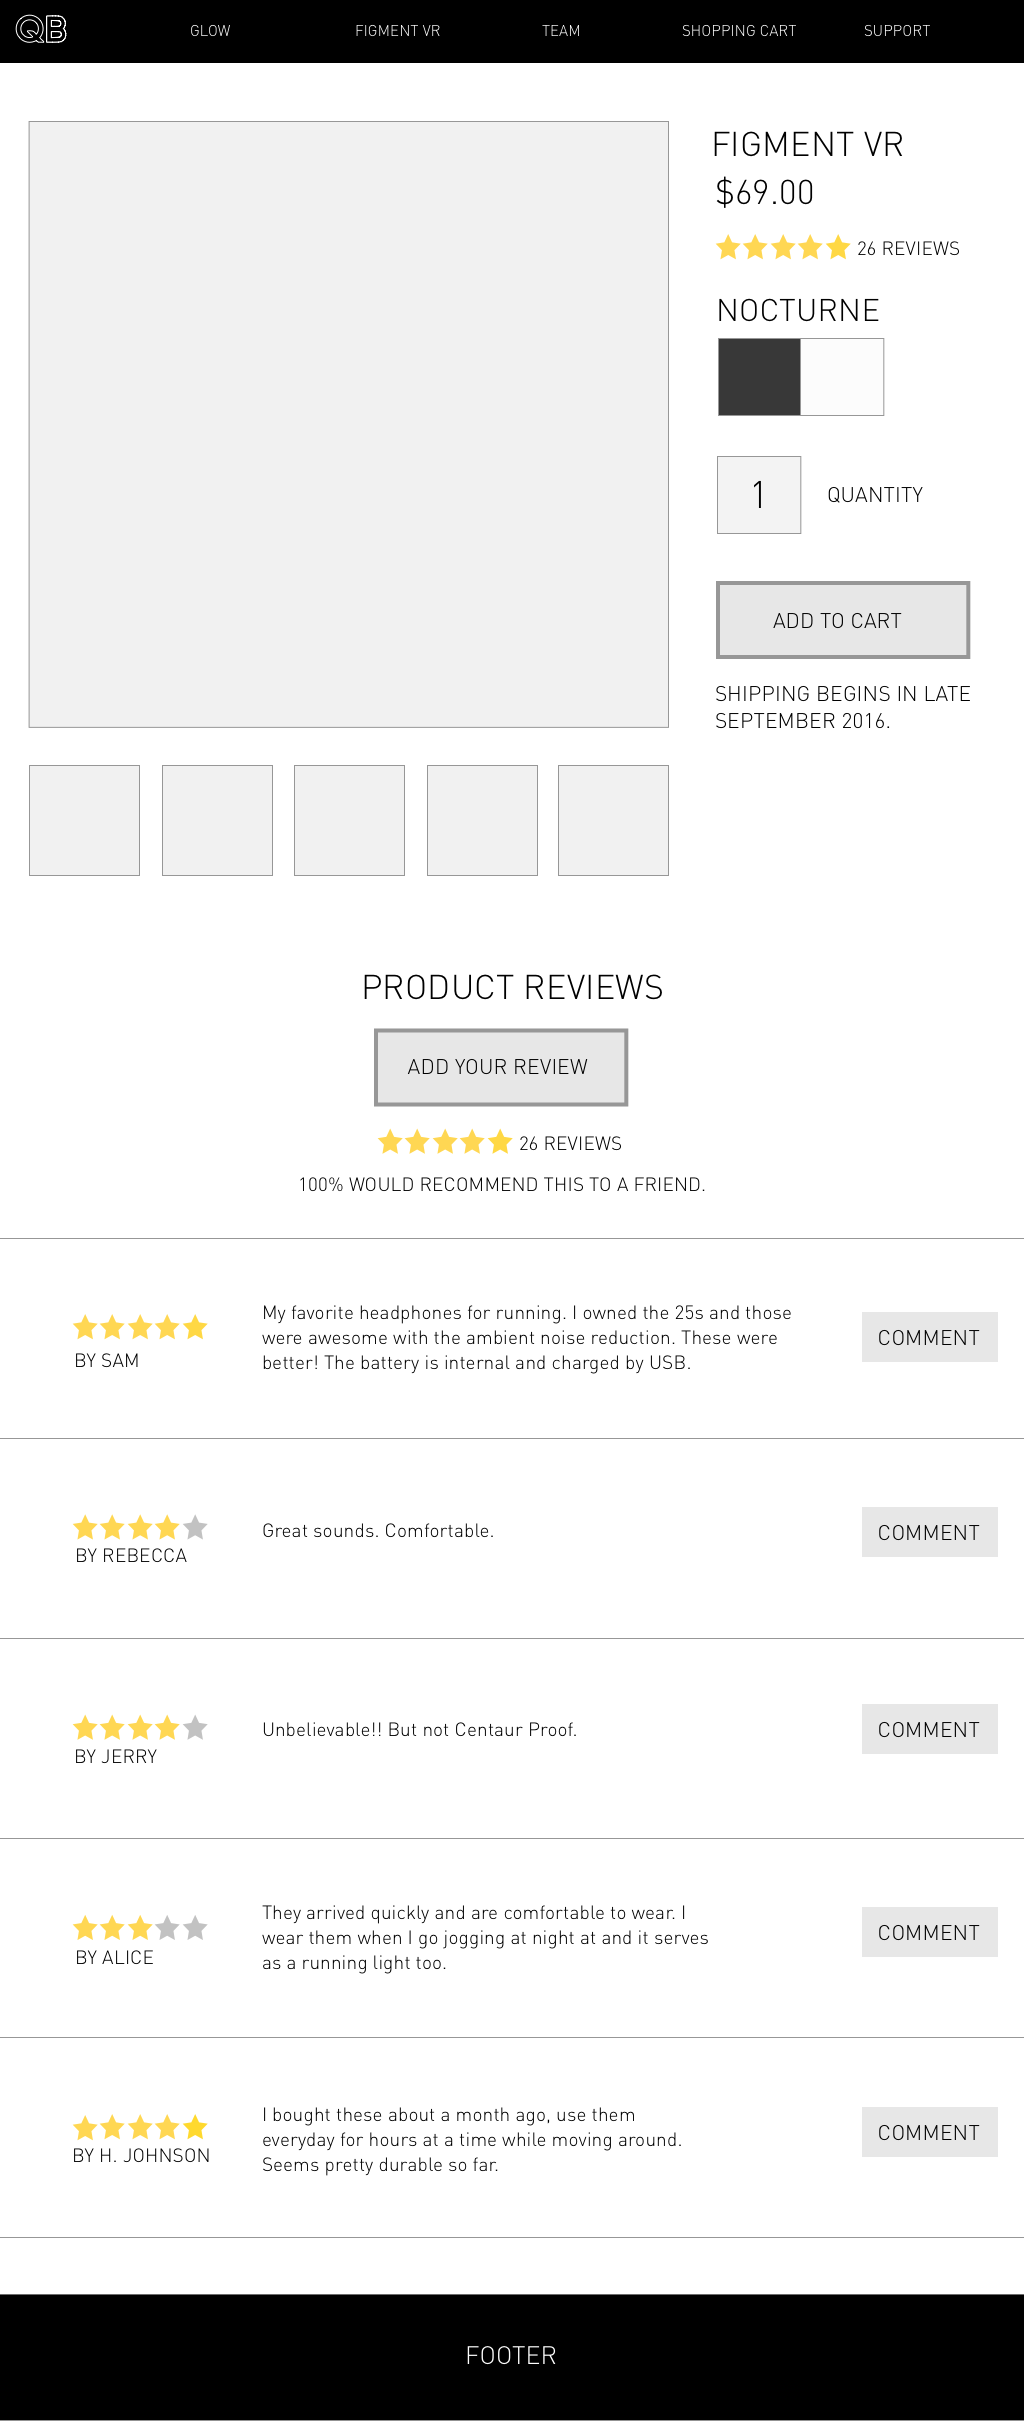 QB
GLOW
FIGMENT VR
TEAM
SHOPPING CART
SUPPORT
FIGMENT VR
$69.00
26 REVIEWS
NOCTURNE
1
QUANTITY
ADD TO CART
SHIPPING BEGINS IN LATE
SEPTEMBER 2016.
PRODUCT REVIEWS
ADD YOUR REVIEW
26 REVIEWS
100% WOULD RECOMMEND THIS TO A FRIEND.
BY SAM
My favorite headphones for running. I owned the 25s and those
were awesome with the ambient noise reduction. These were
better! The battery is internal and charged by USB.
COMMENT
BY REBECCA
Great sounds. Comfortable.
COMMENT
BY JERRY
Unbelievable!! But not Centaur Proof.
COMMENT
BY ALICE
They arrived quickly and are comfortable to wear. I
wear them when I go jogging at night at and it serves
as a running light too.
COMMENT
BY H. JOHNSON
I bought these about a month ago, use them
everyday for hours at a time while moving around.
Seems pretty durable so far.
COMMENT
FOOTER